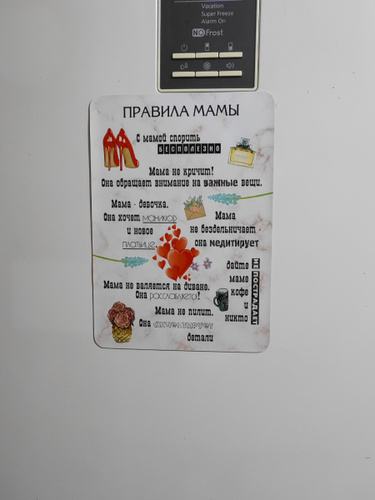 Vacation
Super Freeze
Alarm On
NO Frost
ПРАВИЛА МАМЫ
С мамой спорить
БЕСПОЛЕЗНО
Мама не кричит!
Она обращает внимание на важные вещи.
Мама - девочка.
Она хочет маникюр
и новое
платьице
Мама
не бездельничает
она медитирует
Мама не валяется на диване.
Она расслабляется!
дайте
маме
кофе
и
никто
НЕ ПОСТРАДАЕТ
Мама не пилит.
Она
детали